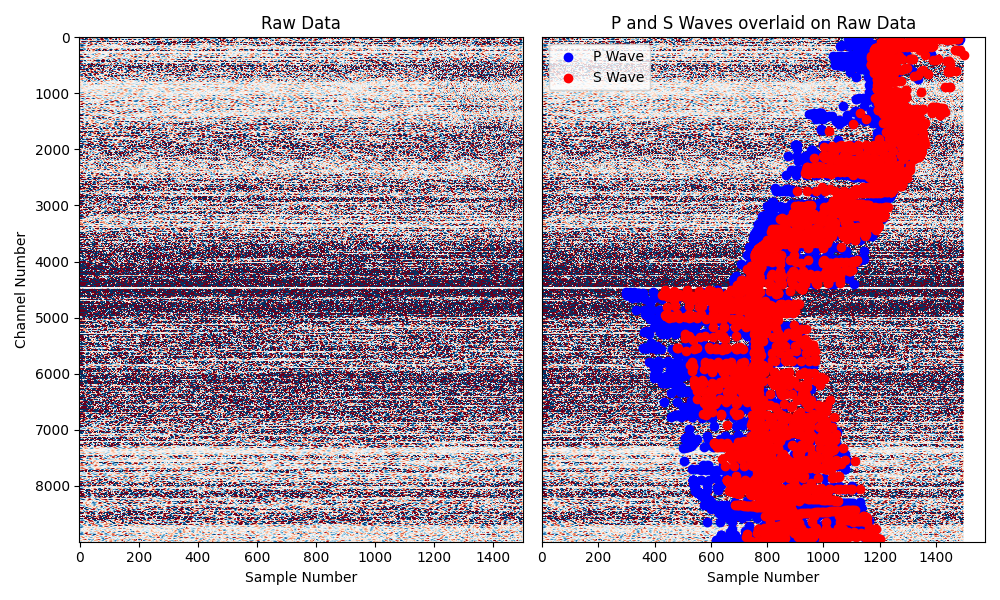 Raw Data
P and S Waves overlaid on Raw Data
P Wave
S Wave
Channel Number
0
1000
2000
3000
4000
5000
6000
7000
8000
0 200 400 600 800 1000 1200 1400
0 200 400 600 800 1000 1200 1400
Sample Number
Sample Number